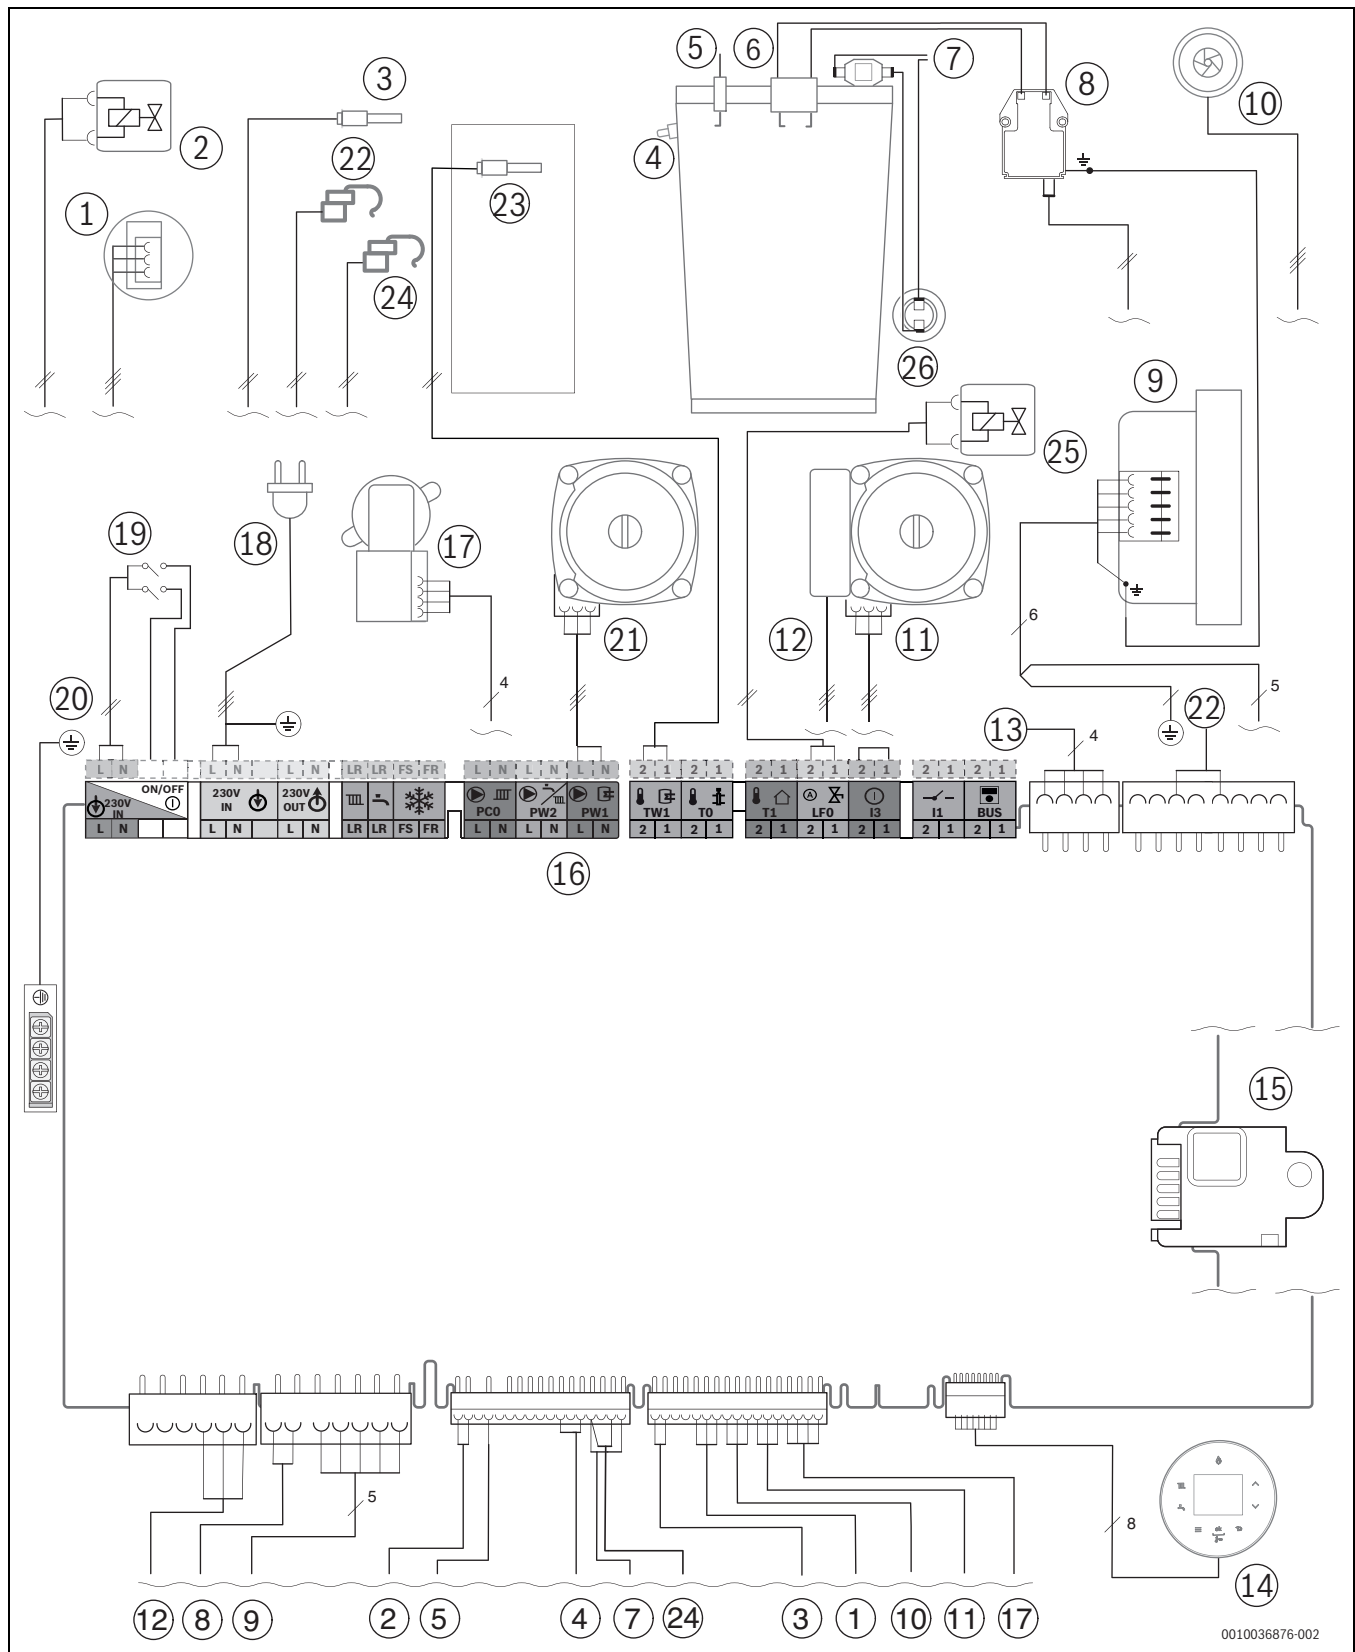 5
6
7
3
8
2
10
4
22
1
23
24
26
9
25
19
18
17
6
21
12
11
20
4
5
22
13
4
L N L N L N LR LR FS FR L N L N L N 2 1 2 1 2 1 2 1 2 1 2 1 2 1
230V IN
ON/OFF
230V IN
230V OUT
PC0
PW2
PW1
TW1
T0
T1
A
LF0
I3
I1
BUS
L N L N L N LR LR FS FR L N L N L N 2 1 2 1 2 1 2 1 2 1 2 1 2 1
16
15
5
8
ok
14
12 8 9 2 5 4 7 24 3 1 10 11 17
0010036876-002